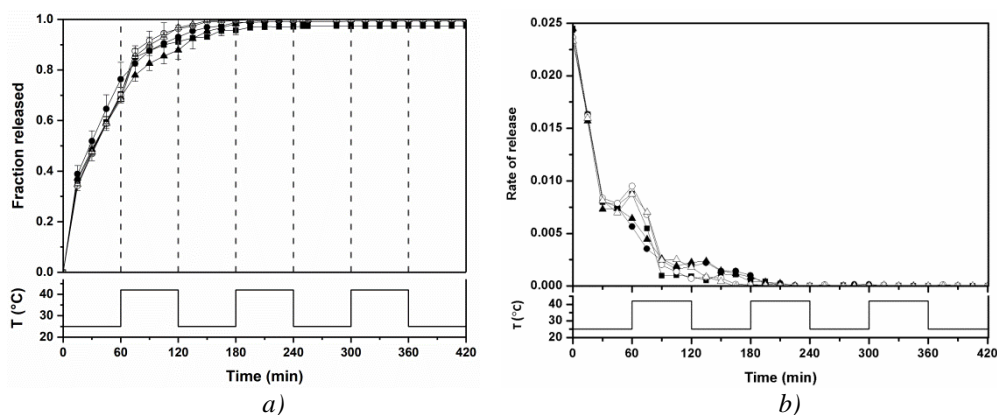 1.0
0.8
0.6
0.4
0.2
0.0
Fraction released
40
30
20
T (°C)
0 60 120 180 240 300 360 420
Time (min)
a)
0.025
0.020
0.015
0.010
0.005
0.000
Rate of release
40
30
20
T (°C)
0 60 120 180 240 300 360 420
Time (min)
b)